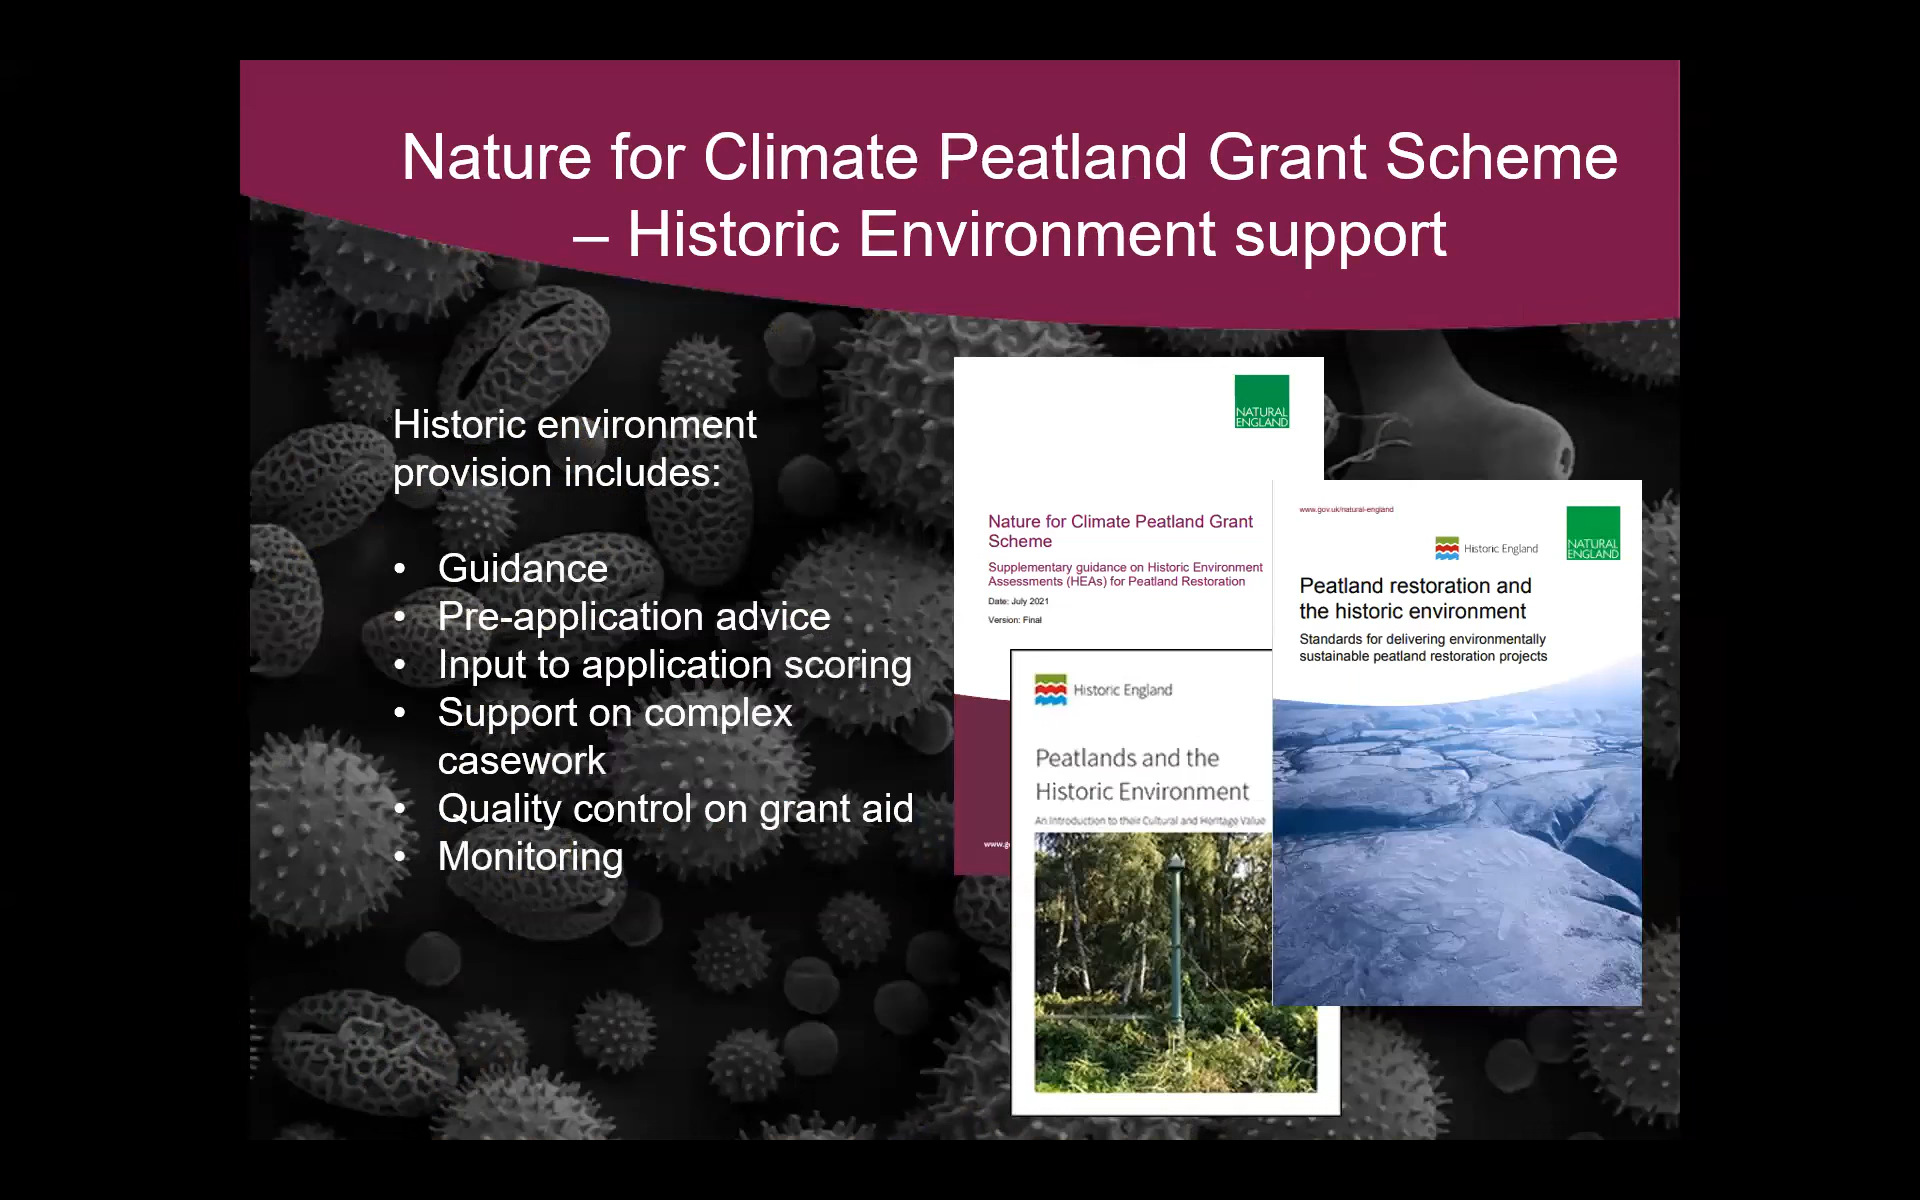 Nature for Climate Peatland Grant Scheme
– Historic Environment support
Historic environment
provision includes:
• Guidance
• Pre-application advice
• Input to application scoring
• Support on complex
casework
• Quality control on grant aid
• Monitoring
NATURAL
ENGLAND
Nature for Climate Peatland Grant
Scheme
Supplementary guidance on Historic Environment
Assessments (HEAs) for Peatland Restoration
Date: July 2021
Version: Final
www.g
Historic England
Peatlands and the
Historic Environment
An Introduction to their Cultural and Heritage Value
www.gov.uk/natural-england
Historic England
NATURAL
ENGLAND
Peatland restoration and
the historic environment
Standards for delivering environmentally
sustainable peatland restoration projects